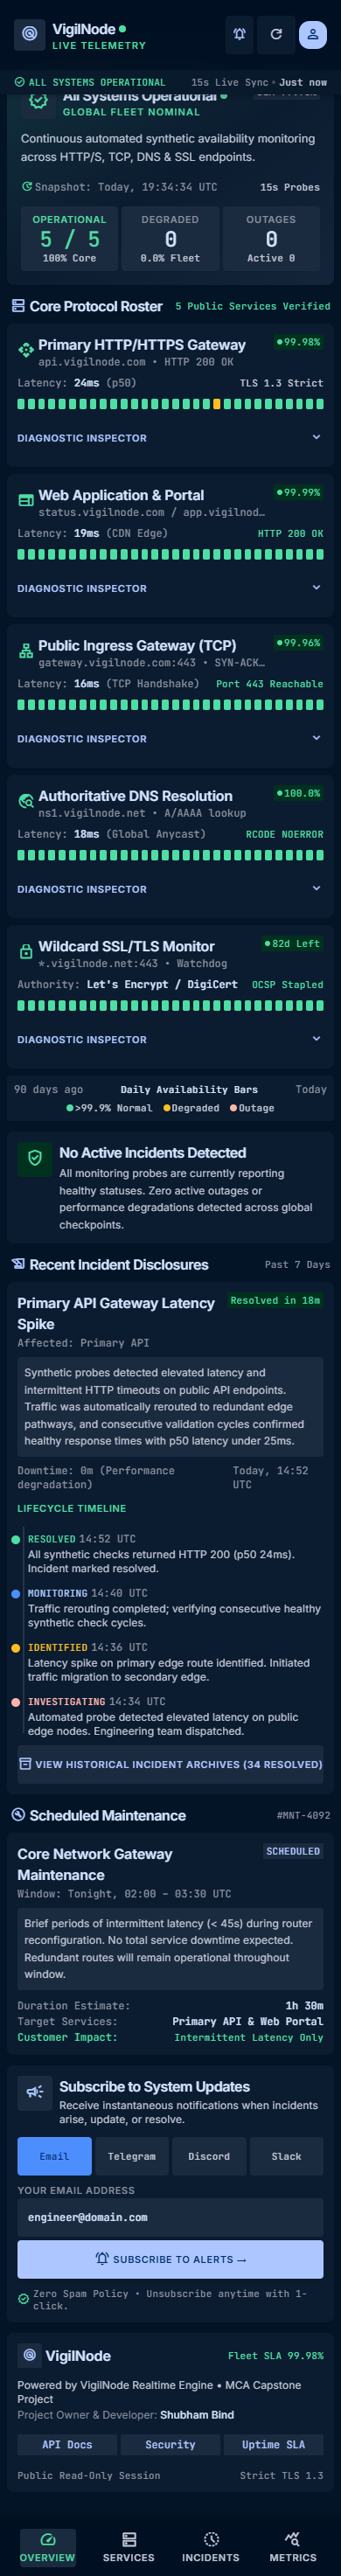 VigilNode
LIVE TELEMETRY
ALL SYSTEMS OPERATIONAL 15s Live Sync • Just now
All Systems Operational
GLOBAL FLEET NOMINAL
Continuous automated synthetic monitoring
across HTTP/S, TCP, DNS & SSL endpoints.
Snapshot: Today, 19:34:34 UTC 15s Probes
OPERATIONAL DEGRADED OUTAGES
5 / 5 0 0
100% Core 0.0% Fleet Active 0
Core Protocol Roster 5 Public Services Verified
Primary HTTP/HTTPS Gateway 99.98%
api.vigilnode.com • HTTP 200 OK
Latency: 24ms (p50) TLS 1.3 Strict
DIAGNOSTIC INSPECTOR
Web Application & Portal 99.99%
status.vigilnode.com / app.vigilnod…
Latency: 19ms (CDN Edge) HTTP 200 OK
DIAGNOSTIC INSPECTOR
Public Ingress Gateway (TCP) 99.96%
gateway.vigilnode.com:443 • SYN-ACK…
Latency: 16ms (TCP Handshake) Port 443 Reachable
DIAGNOSTIC INSPECTOR
Authoritative DNS Resolution 100.0%
ns1.vigilnode.net • A/AAAA lookup
Latency: 18ms (Global Anycast) RCODE NOERROR
DIAGNOSTIC INSPECTOR
Wildcard SSL/TLS Monitor 82d Left
*.vigilnode.net:443 • Watchdog
Authority: Let's Encrypt / DigiCert OCSP Stapled
DIAGNOSTIC INSPECTOR
90 days ago Daily Availability Bars Today
>99.9% Normal Degraded Outage
No Active Incidents Detected
All monitoring probes are currently reporting
healthy statuses. Zero active outages or
performance degradations detected across global
checkpoints.
Recent Incident Disclosures Past 7 Days
Primary API Gateway Latency Resolved in 18m
Spike
Affected: Primary API
Synthetic probes detected elevated latency and
intermittent HTTP timeouts on public API endpoints.
Traffic was automatically rerouted to redundant edge
pathways, and consecutive validation cycles confirmed
healthy response times with p50 latency under 25ms.
Downtime: 0m (Performance Today, 14:52
degradation) UTC
LIFECYCLE TIMELINE
RESOLVED 14:52 UTC
All synthetic checks returned HTTP 200 (p50 24ms).
Incident marked resolved.
MONITORING 14:40 UTC
Traffic rerouting completed; verifying consecutive healthy
synthetic check cycles.
IDENTIFIED 14:36 UTC
Latency spike on primary edge route identified. Initiated
traffic migration to secondary edge.
INVESTIGATING 14:34 UTC
Automated probe detected elevated latency on public
edge nodes. Engineering team dispatched.
VIEW HISTORICAL INCIDENT ARCHIVES (34 RESOLVED)
Scheduled Maintenance #MNT-4092
Core Network Gateway SCHEDULED
Maintenance
Window: Tonight, 02:00 – 03:30 UTC
Brief periods of intermittent latency (< 45s) during router
reconfiguration. No total service downtime expected.
Redundant routes will remain operational throughout
window.
Duration Estimate: 1h 30m
Target Services: Primary API & Web Portal
Customer Impact: Intermittent Latency Only
Subscribe to System Updates
Receive instantaneous notifications when incidents
arise, update, or resolve.
Email Telegram Discord Slack
YOUR EMAIL ADDRESS
engineer@domain.com
SUBSCRIBE TO ALERTS →
Zero Spam Policy • Unsubscribe anytime with 1-
click.
VigilNode Fleet SLA 99.98%
Powered by VigilNode Realtime Engine • MCA Capstone
Project
Project Owner & Developer: Shubham Bind
API Docs Security Uptime SLA
Public Read-Only Session Strict TLS 1.3
OVERVIEW SERVICES INCIDENTS METRICS